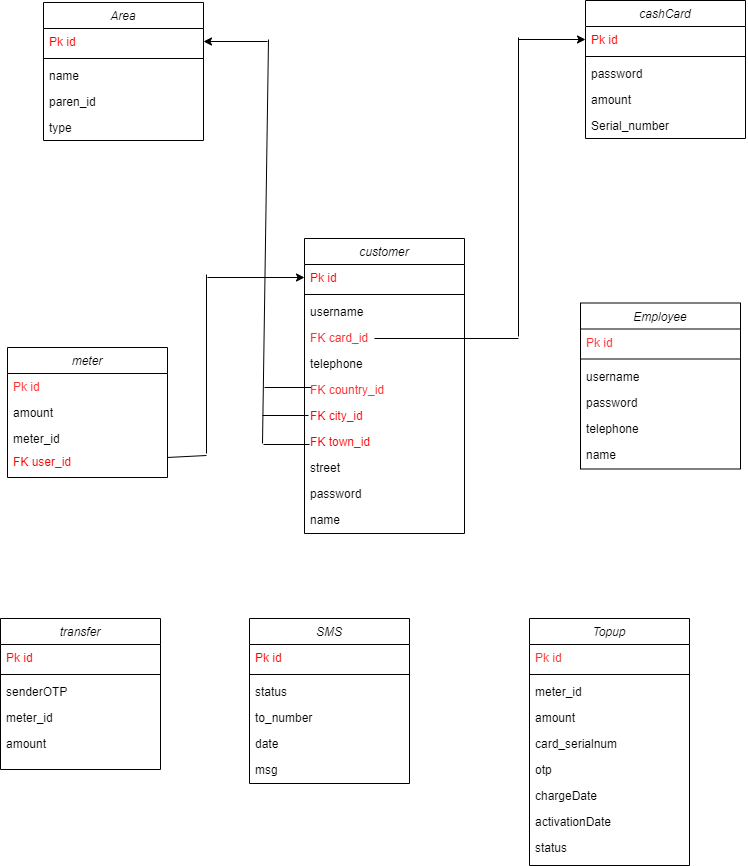 Area
Pk id
name
paren_id
type
cashCard
Pk id
password
amount
Serial_number
customer
Pk id
username
FK card_id
telephone
FK country_id
FK city_id
FK town_id
street
password
name
Employee
Pk id
username
password
telephone
name
meter
Pk id
amount
meter_id
FK user_id
transfer
Pk id
senderOTP
meter_id
amount
SMS
Pk id
status
to_number
date
msg
Topup
Pk id
meter_id
amount
card_serialnum
otp
chargeDate
activationDate
status